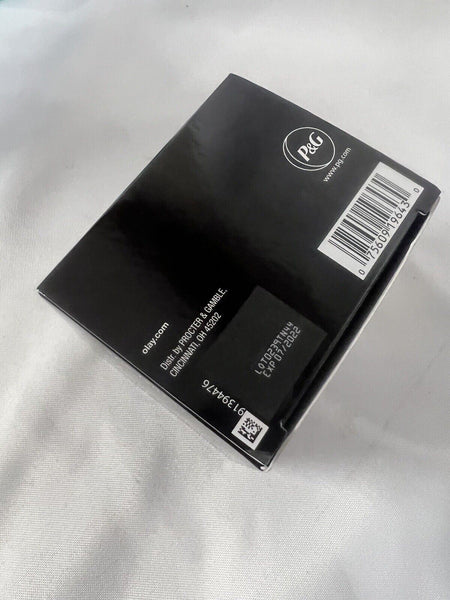 P&G
www.pg.com
0 75609 19643 0
olay.com
Distr. by PROCTER & GAMBLE,
CINCINNATI, OH 45202
LOT0239TN44
EXP 07/2022
91394476